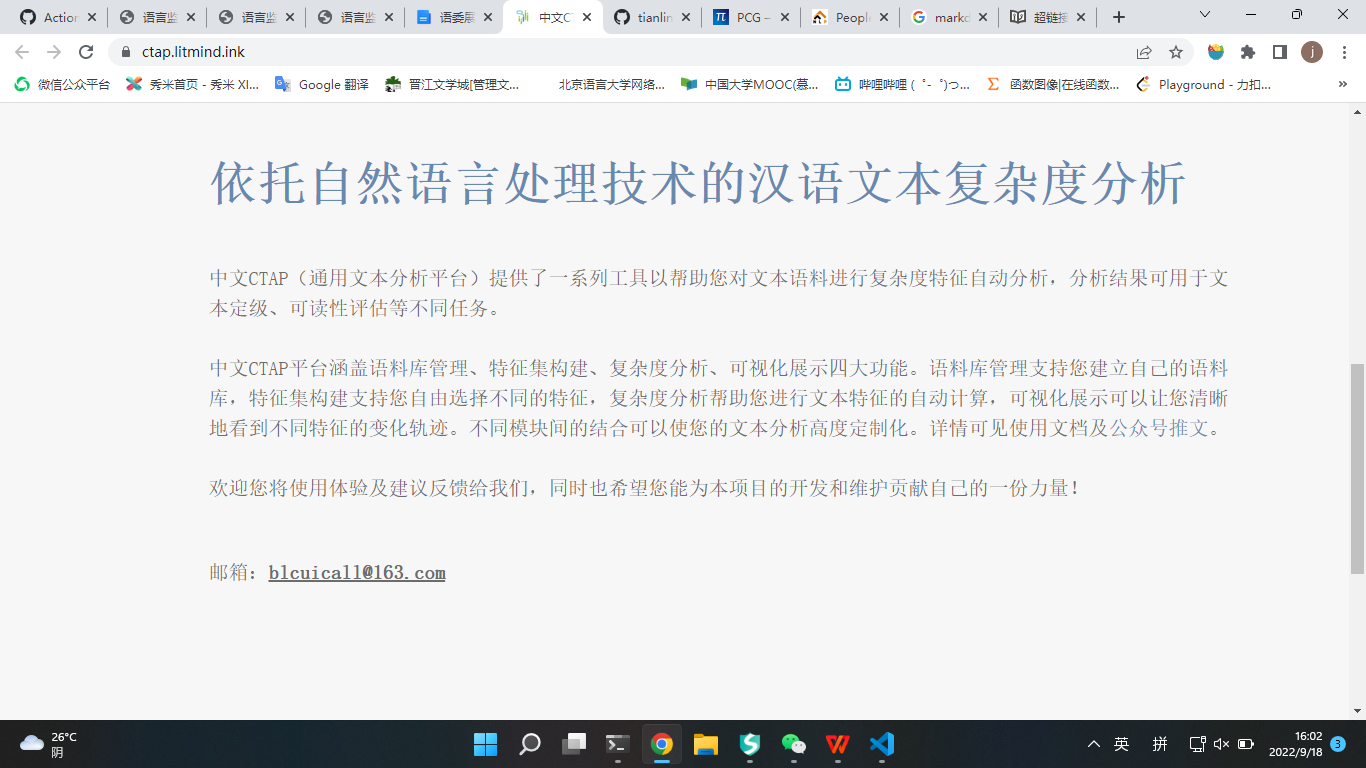 Action
语言监
语言监
语言监
语委展
中文CT
tianlin
PCG –
People
markd
超链接
ctap.litmind.ink
j
微信公众平台
秀米首页 - 秀米 XI...
Google 翻译
晋江文学城[管理文...
北京语言大学网络...
中国大学MOOC(慕...
哔哩哔哩 (゜-゜)つ...
函数图像|在线函数...
Playground - 力扣...
»
依托自然语言处理技术的汉语文本复杂度分析
中文CTAP（通用文本分析平台）提供了一系列工具以帮助您对文本语料进行复杂度特征自动分析，分析结果可用于文
本定级、可读性评估等不同任务。
中文CTAP平台涵盖语料库管理、特征集构建、复杂度分析、可视化展示四大功能。语料库管理支持您建立自己的语料
库，特征集构建支持您自由选择不同的特征，复杂度分析帮助您进行文本特征的自动计算，可视化展示可以让您清晰
地看到不同特征的变化轨迹。不同模块间的结合可以使您的文本分析高度定制化。详情可见使用文档及公众号推文。
欢迎您将使用体验及建议反馈给我们，同时也希望您能为本项目的开发和维护贡献自己的一份力量！
邮箱：blcuicall@163.com
26°C
阴
英
拼
16:02
2022/9/18
3